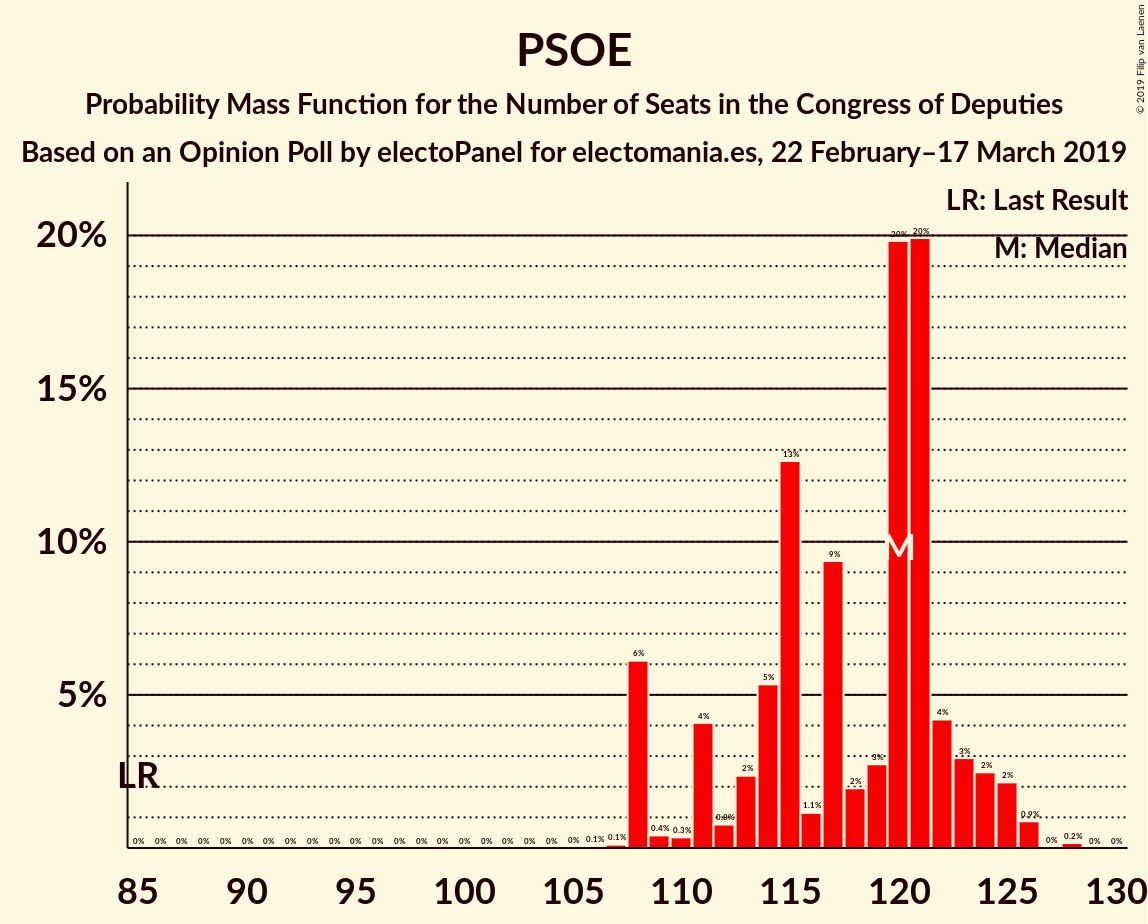 © 2019 Filip van Laenen
PSOE
Probability Mass Function for the Number of Seats in the Congress of Deputies
Based on an Opinion Poll by electoPanel for electomania.es, 22 February–17 March 2019
LR: Last Result
M: Median
20%
15%
10%
5%
LR
M
0% 0% 0% 0% 0% 0% 0% 0% 0% 0% 0% 0% 0% 0% 0% 0% 0% 0% 0% 0% 0% 0.1% 0.1% 6% 0.4% 0.3% 4% 0.8% 2% 5% 13% 1.1% 9% 2% 3% 20% 20% 4% 3% 2% 2% 0.9% 0% 0.2% 0% 0%
85 90 95 100 105 110 115 120 125 130